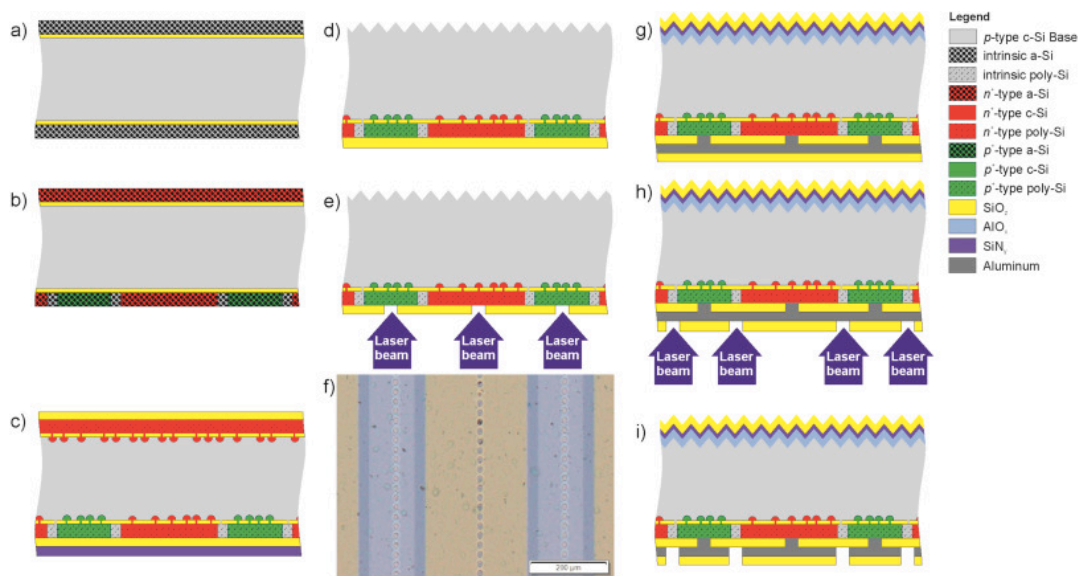 a)
b)
c)
d)
e)
Laser beam
Laser beam
Laser beam
f)
200 µm
g)
h)
Laser beam
Laser beam
Laser beam
Laser beam
i)
Legend
p-type c-Si Base
intrinsic a-Si
intrinsic poly-Si
n⁺-type a-Si
n⁺-type c-Si
n⁺-type poly-Si
p⁺-type a-Si
p⁺-type c-Si
p⁺-type poly-Si
SiO₂
AlOₓ
SiNᵧ
Aluminum